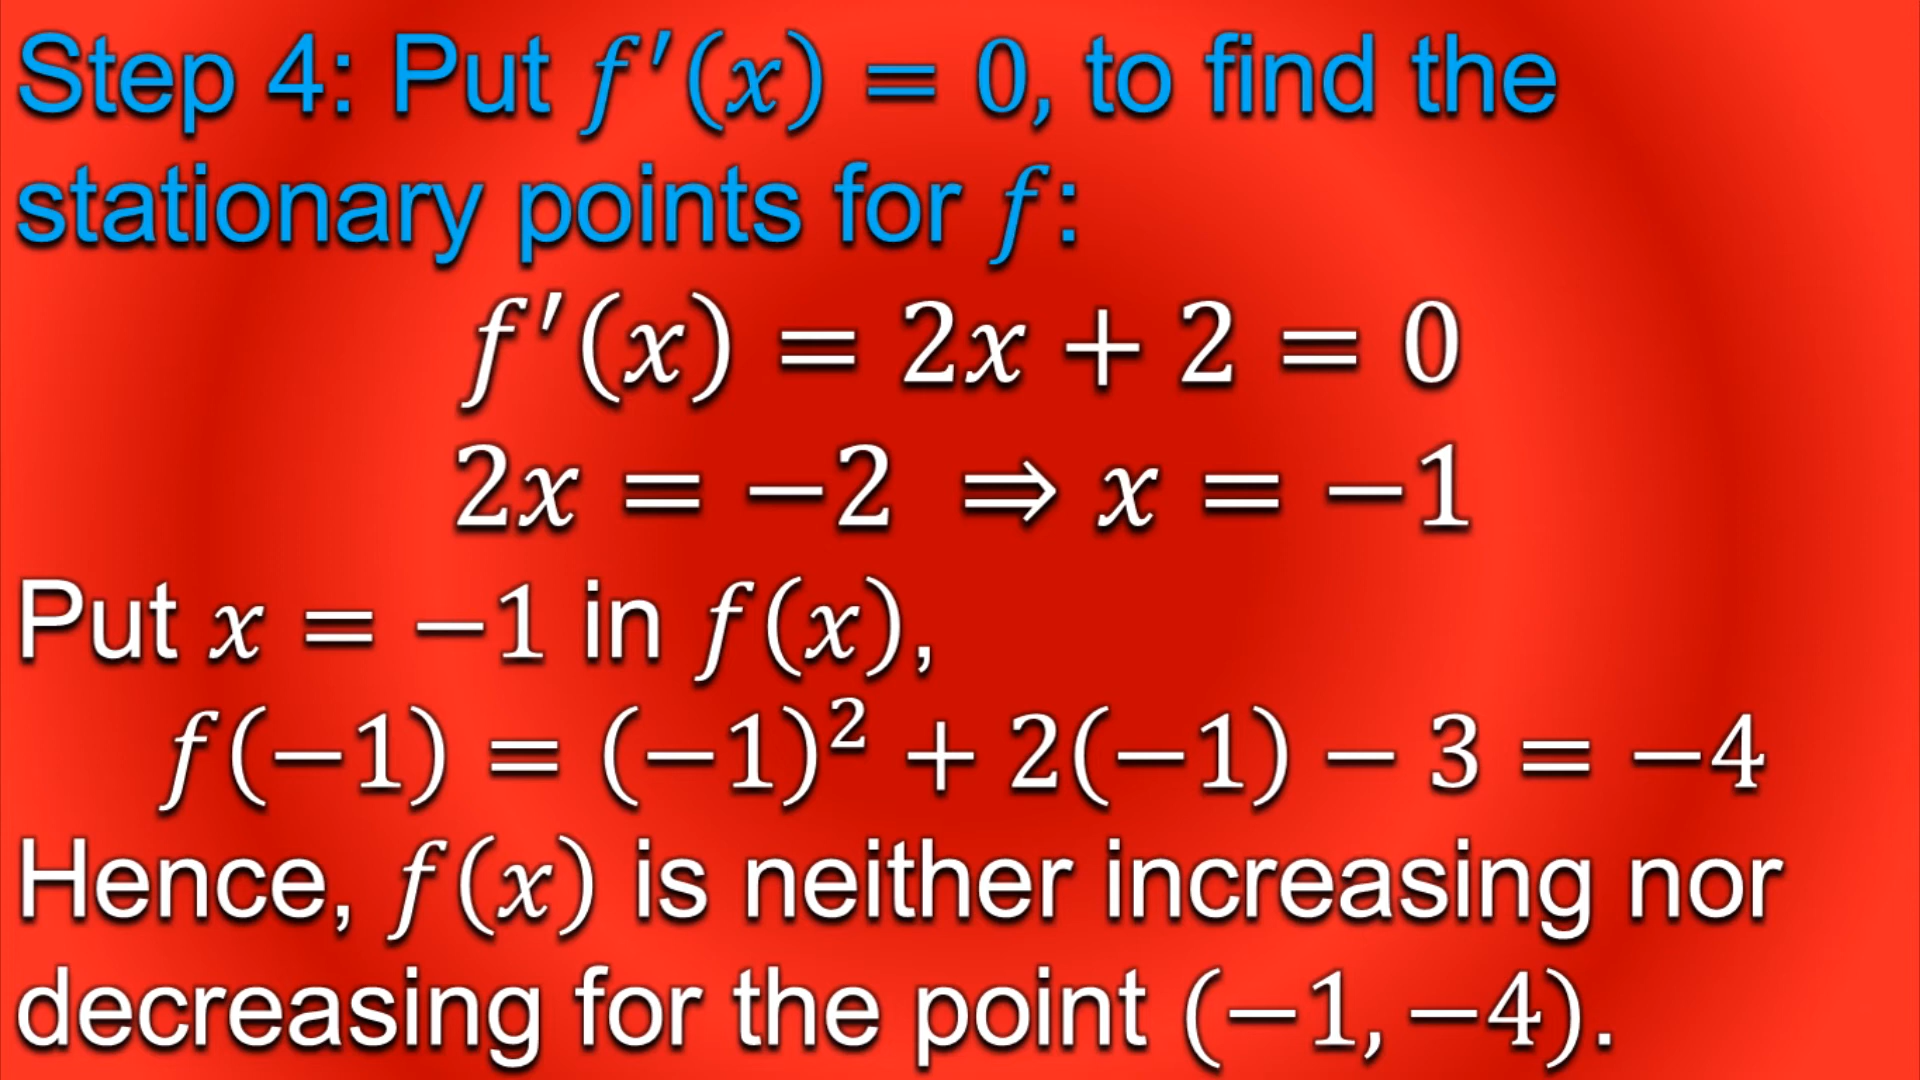 Step 4: Put f′(x) = 0, to find the
stationary points for f:
f′(x) = 2x + 2 = 0
2x = −2 ⇒ x = −1
Put x = −1 in f(x),
f(−1) = (−1)² + 2(−1) − 3 = −4
Hence, f(x) is neither increasing nor
decreasing for the point (−1, −4).